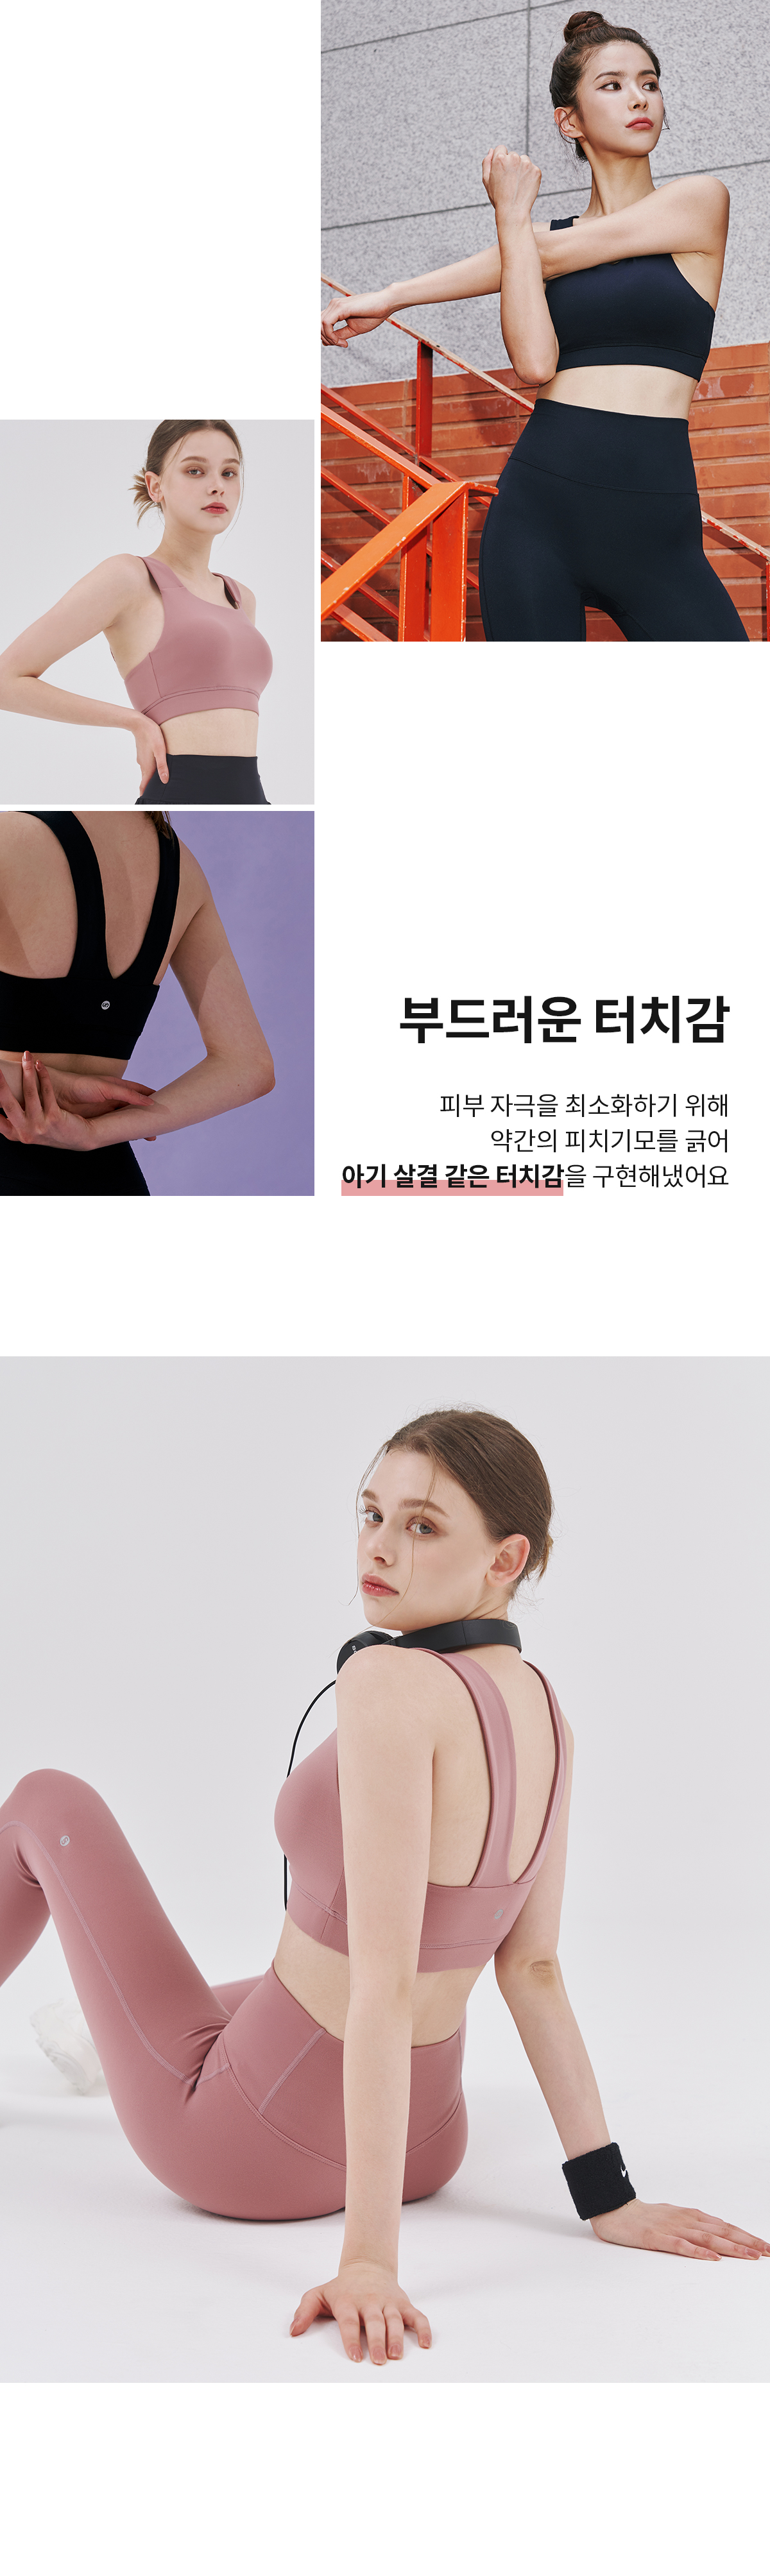 부드러운 터치감
피부 자극을 최소화하기 위해
약간의 피치기모를 긁어
아기 살결 같은 터치감을 구현해냈어요